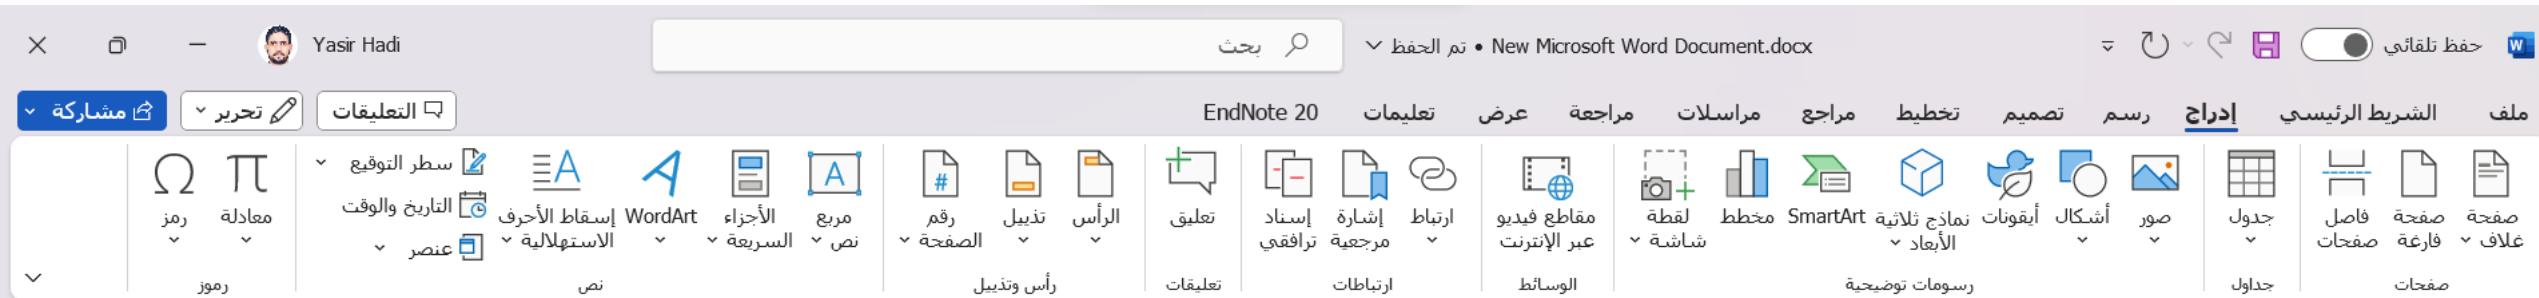 حفظ تلقائي New Microsoft Word Document.docx • تم الحفظ بحث Yasir Hadi
ملف الشريط الرئيسي إدراج رسم تصميم تخطيط مراجع مراسلات مراجعة عرض تعليمات EndNote 20 التعليقات تحرير مشاركة
صفحة غلاف
صفحة فارغة
فاصل صفحات
صفحات
جدول
جداول
صور
أشكال
أيقونات
نماذج ثلاثية الأبعاد
SmartArt
مخطط
لقطة شاشة
رسومات توضيحية
مقاطع فيديو عبر الإنترنت
الوسائط
ارتباط
إشارة مرجعية
إسناد ترافقي
ارتباطات
تعليق
تعليقات
الرأس
تذييل
رقم الصفحة
رأس وتذييل
مربع نص
الأجزاء السريعة
WordArt
إسقاط الأحرف الاستهلالية
سطر التوقيع
التاريخ والوقت
عنصر
نص
معادلة
رمز
رموز